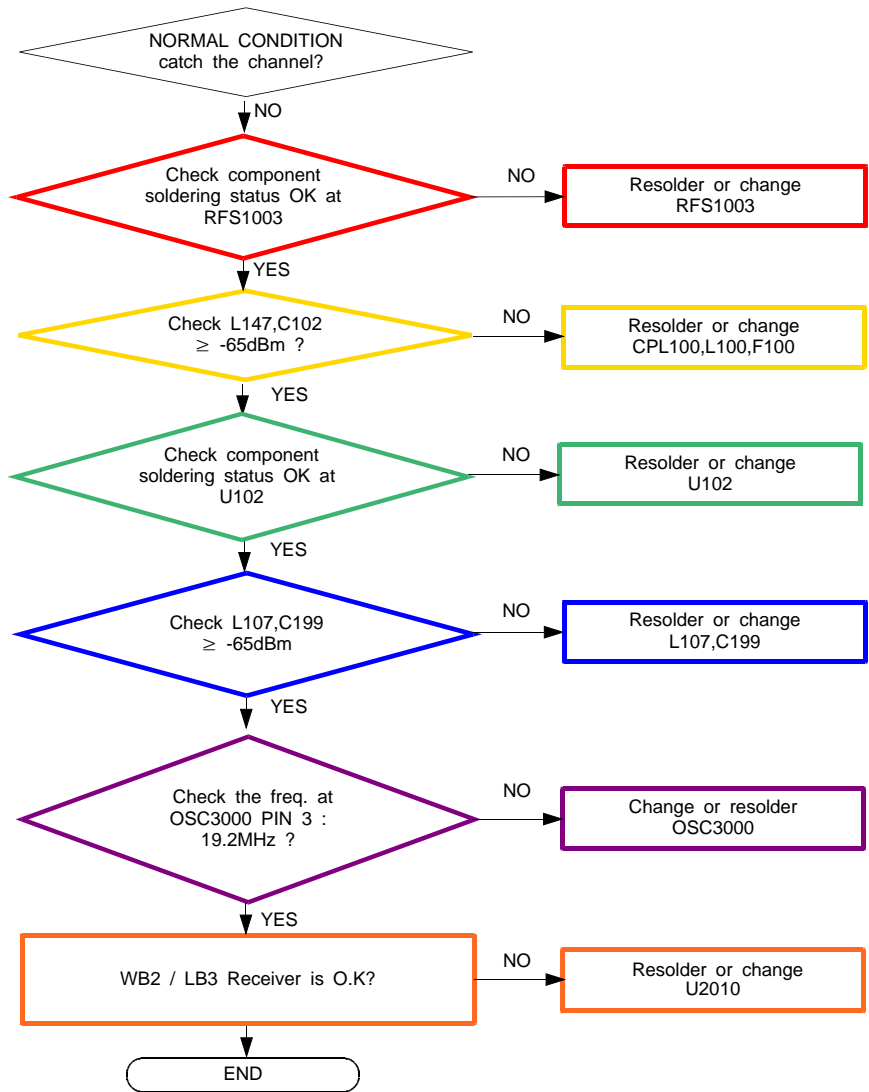 NORMAL CONDITION
catch the channel?
NO
Check component
soldering status OK at
RFS1003
NO
Resolder or change
RFS1003
YES
Check L147,C102
≥ -65dBm ?
NO
Resolder or change
CPL100,L100,F100
YES
Check component
soldering status OK at
U102
NO
Resolder or change
U102
YES
Check L107,C199
≥ -65dBm
NO
Resolder or change
L107,C199
YES
Check the freq. at
OSC3000 PIN 3 :
19.2MHz ?
NO
Change or resolder
OSC3000
YES
WB2 / LB3 Receiver is O.K?
NO
Resolder or change
U2010
END